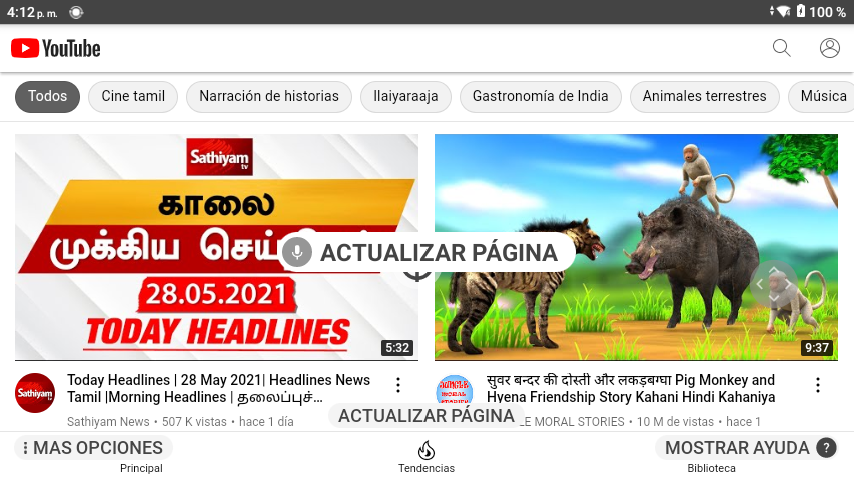 4:12 p. m.
100 %
YouTube
Todos
Cine tamil
Narración de historias
Ilaiyaraaja
Gastronomía de India
Animales terrestres
Música
Sathiyam
tv
காலை
முக்கிய
ACTUALIZAR PÁGINA
28.05.2021
TODAY HEADLINES
5:32
9:37
Sathiyam
tv
Today Headlines | 28 May 2021| Headlines News
Tamil |Morning Headlines | தலைப்புச்…
Sathiyam News • 507 K vistas • hace 1 día
सुवर बन्दर की दोस्ती और लकड़बग्घा Pig Monkey and
Hyena Friendship Story Kahani Hindi Kahaniya
LE MORAL STORIES • 10 M de vistas • hace 1
ACTUALIZAR PÁGINA
MAS OPCIONES
MOSTRAR AYUDA ?
Principal
Tendencias
Biblioteca